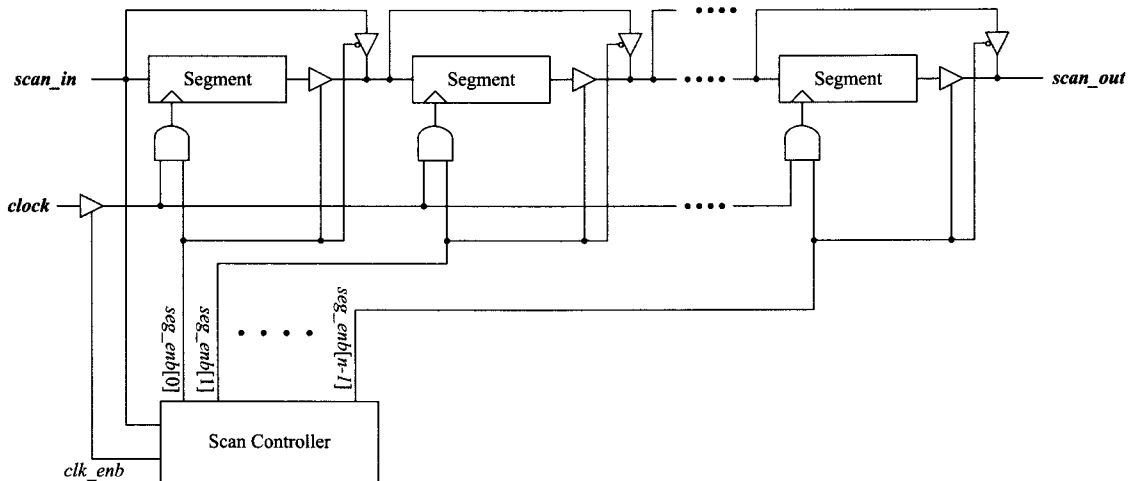 scan_in
Segment
Segment
Segment
scan_out
clock
seg_enb[0]
seg_enb[1]
seg_enb[n-1]
Scan Controller
clk_enb